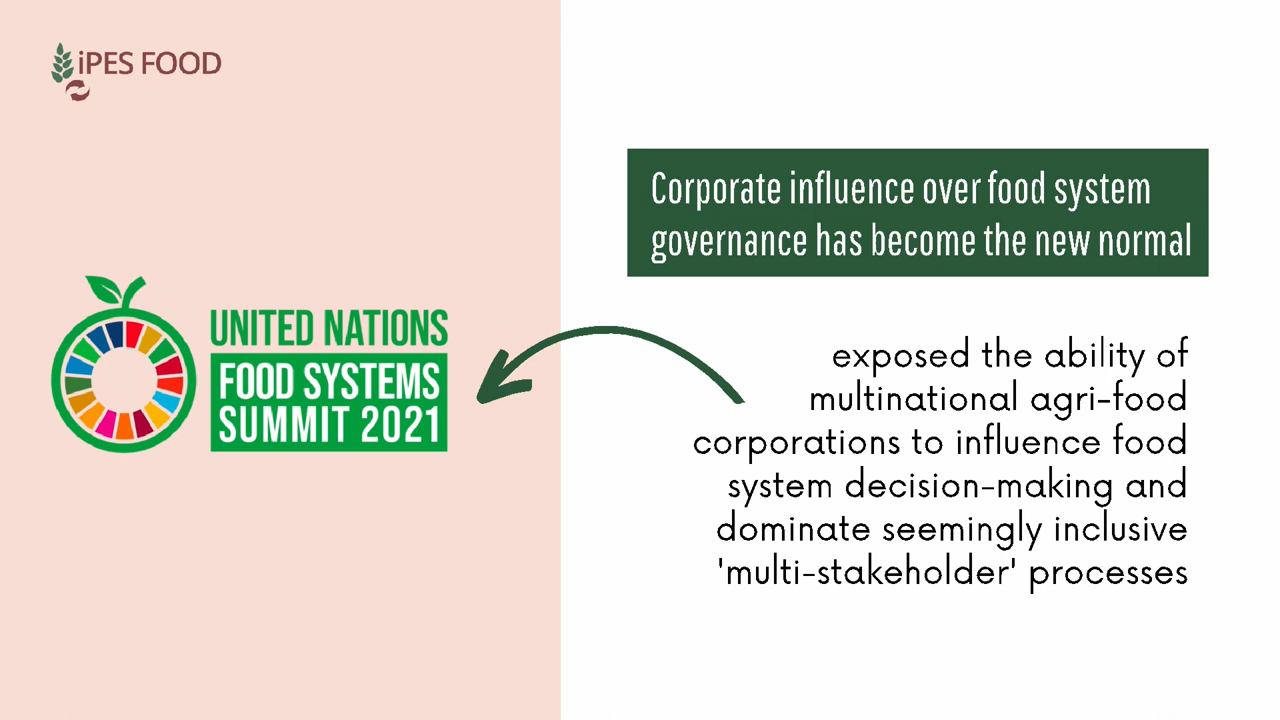 iPES FOOD
UNITED NATIONS
FOOD SYSTEMS
SUMMIT 2021
Corporate influence over food system
governance has become the new normal
exposed the ability of
multinational agri-food
corporations to influence food
system decision-making and
dominate seemingly inclusive
'multi-stakeholder' processes